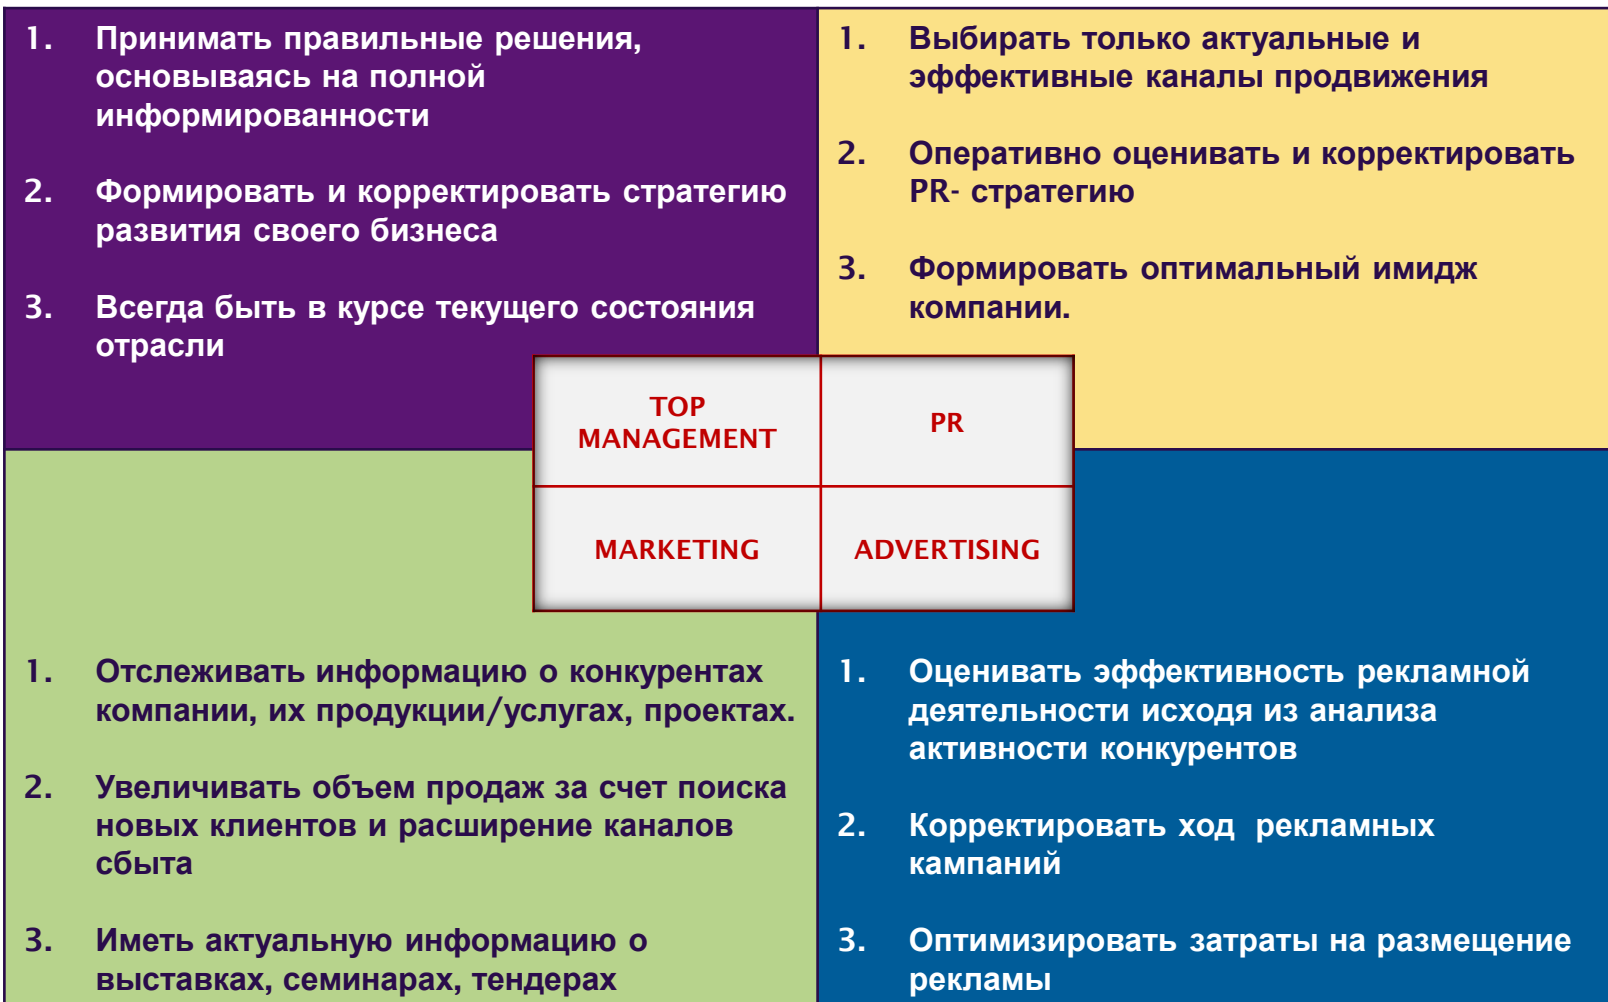 1. Принимать правильные решения,
основываясь на полной
информированности
2. Формировать и корректировать стратегию
развития своего бизнеса
3. Всегда быть в курсе текущего состояния
отрасли
1. Выбирать только актуальные и
эффективные каналы продвижения
2. Оперативно оценивать и корректировать
PR- стратегию
3. Формировать оптимальный имидж
компании.
TOP
MANAGEMENT
PR
MARKETING
ADVERTISING
1. Отслеживать информацию о конкурентах
компании, их продукции/услугах, проектах.
2. Увеличивать объем продаж за счет поиска
новых клиентов и расширение каналов
сбыта
3. Иметь актуальную информацию о
выставках, семинарах, тендерах
1. Оценивать эффективность рекламной
деятельности исходя из анализа
активности конкурентов
2. Корректировать ход  рекламных
кампаний
3. Оптимизировать затраты на размещение
рекламы